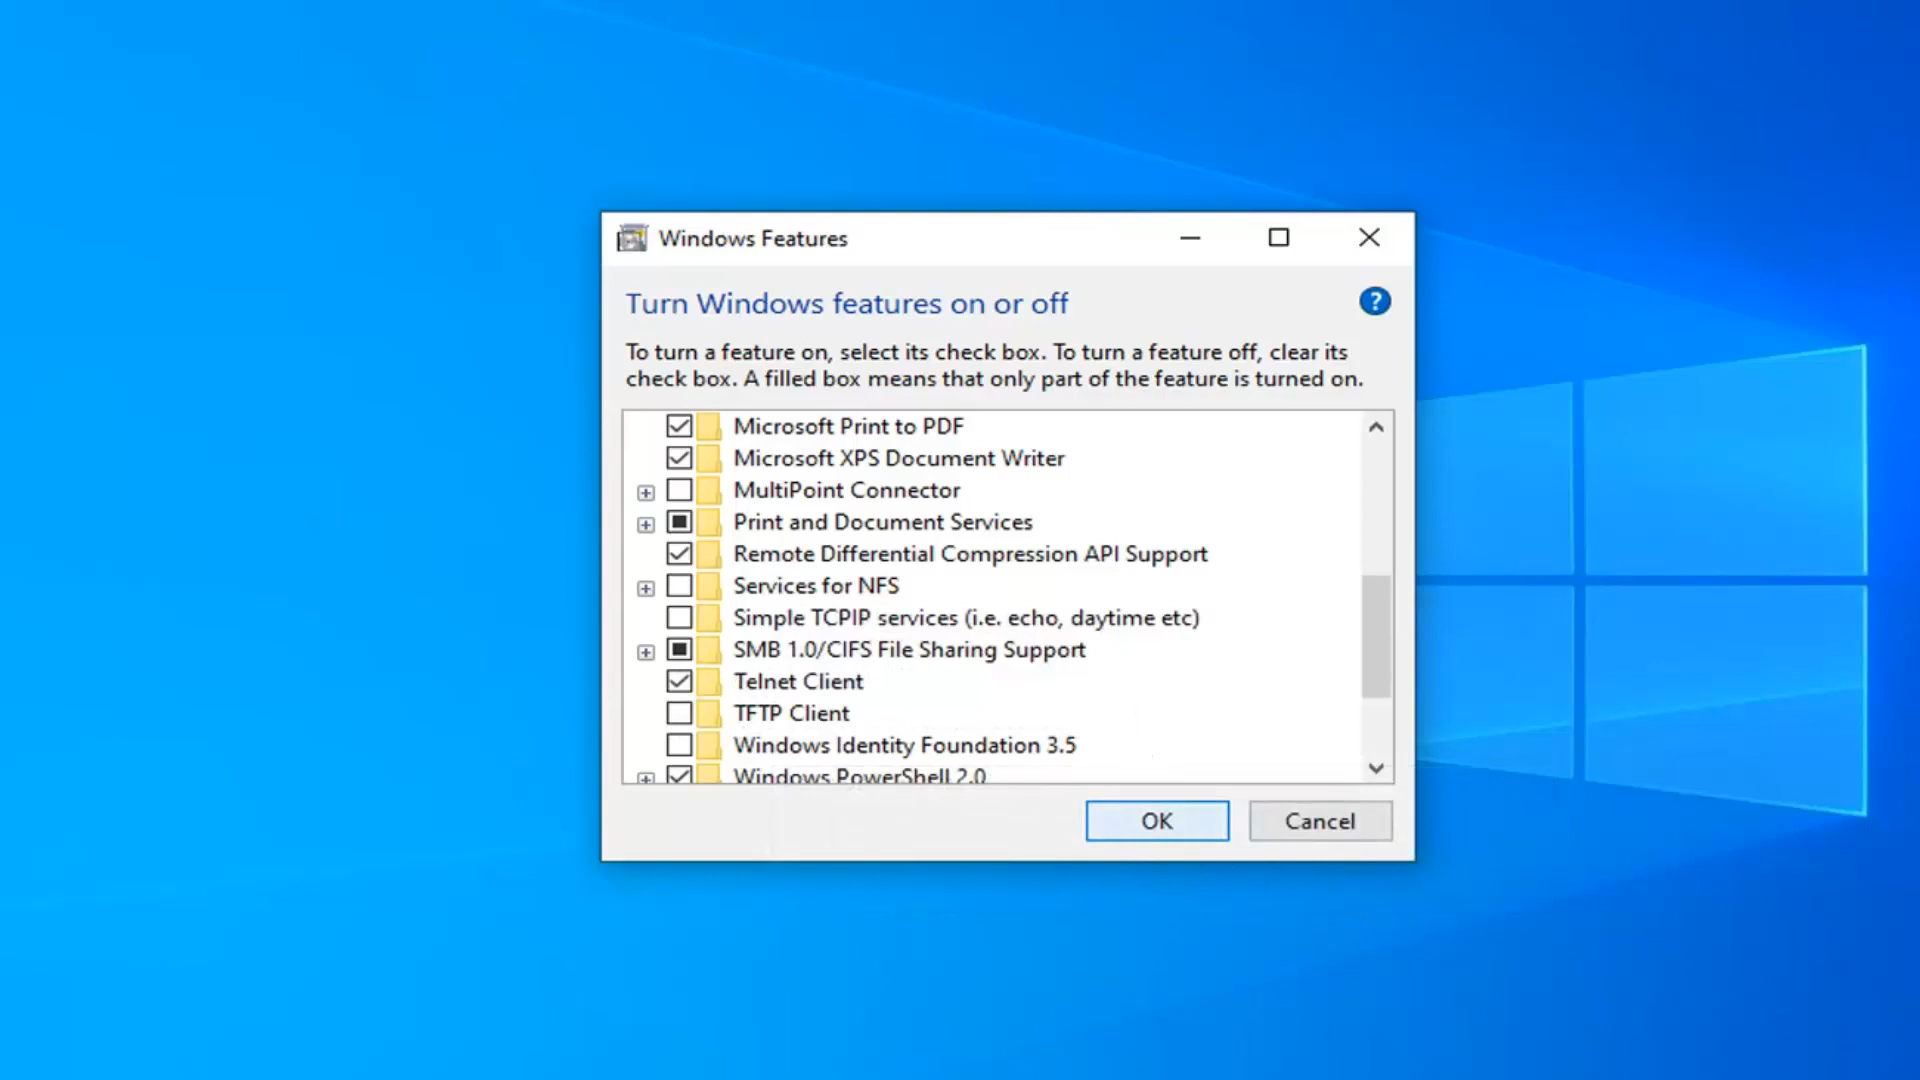 Windows Features
Turn Windows features on or off
?
To turn a feature on, select its check box. To turn a feature off, clear its
check box. A filled box means that only part of the feature is turned on.
Microsoft Print to PDF
Microsoft XPS Document Writer
MultiPoint Connector
Print and Document Services
Remote Differential Compression API Support
Services for NFS
Simple TCPIP services (i.e. echo, daytime etc)
SMB 1.0/CIFS File Sharing Support
Telnet Client
TFTP Client
Windows Identity Foundation 3.5
Windows PowerShell 2.0
OK
Cancel